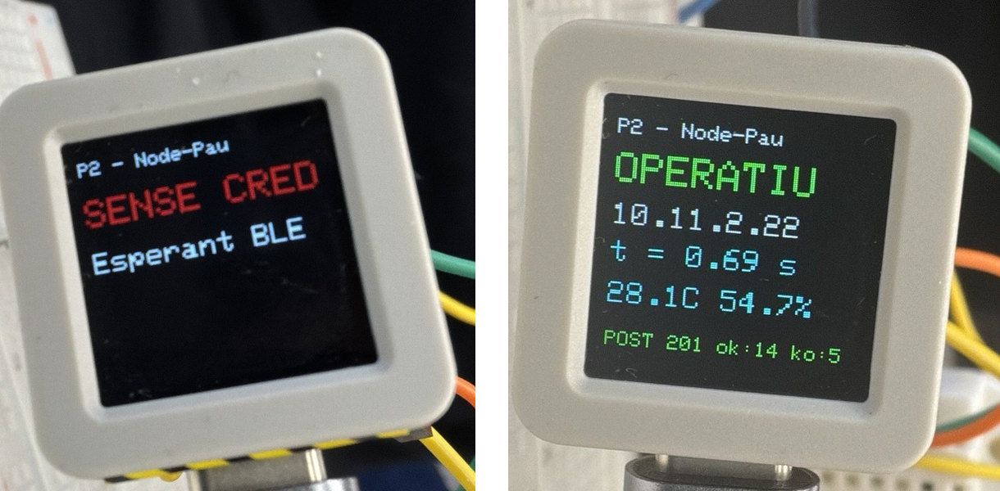 P2 - Node-Pau
SENSE CRED
Esperant BLE
P2 - Node-Pau
OPERATIU
10.11.2.22
t = 0.69 s
28.1C 54.7%
POST 201 ok:14 ko:5